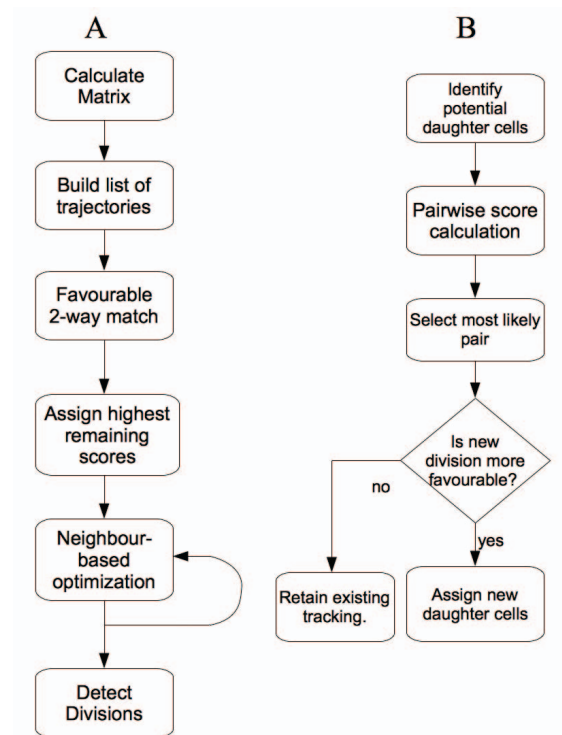 A
Calculate
Matrix
Build list of
trajectories
Favourable
2-way match
Assign highest
remaining
scores
Neighbour-
based
optimization
Detect
Divisions
B
Identify
potential
daughter cells
Pairwise score
calculation
Select most likely
pair
Is new
division more
favourable?
no
yes
Retain existing
tracking.
Assign new
daughter cells